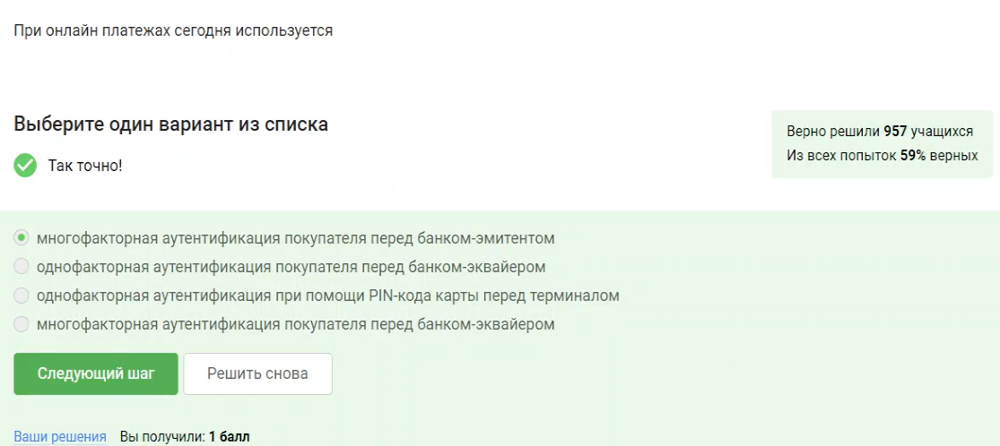 При онлайн платежах сегодня используется
Выберите один вариант из списка
Так точно!
Верно решили 957 учащихся
Из всех попыток 59% верных
многофакторная аутентификация покупателя перед банком-эмитентом
однофакторная аутентификация покупателя перед банком-эквайером
однофакторная аутентификация при помощи PIN-кода карты перед терминалом
многофакторная аутентификация покупателя перед банком-эквайером
Следующий шаг Решить снова
Ваши решения Вы получили: 1 балл